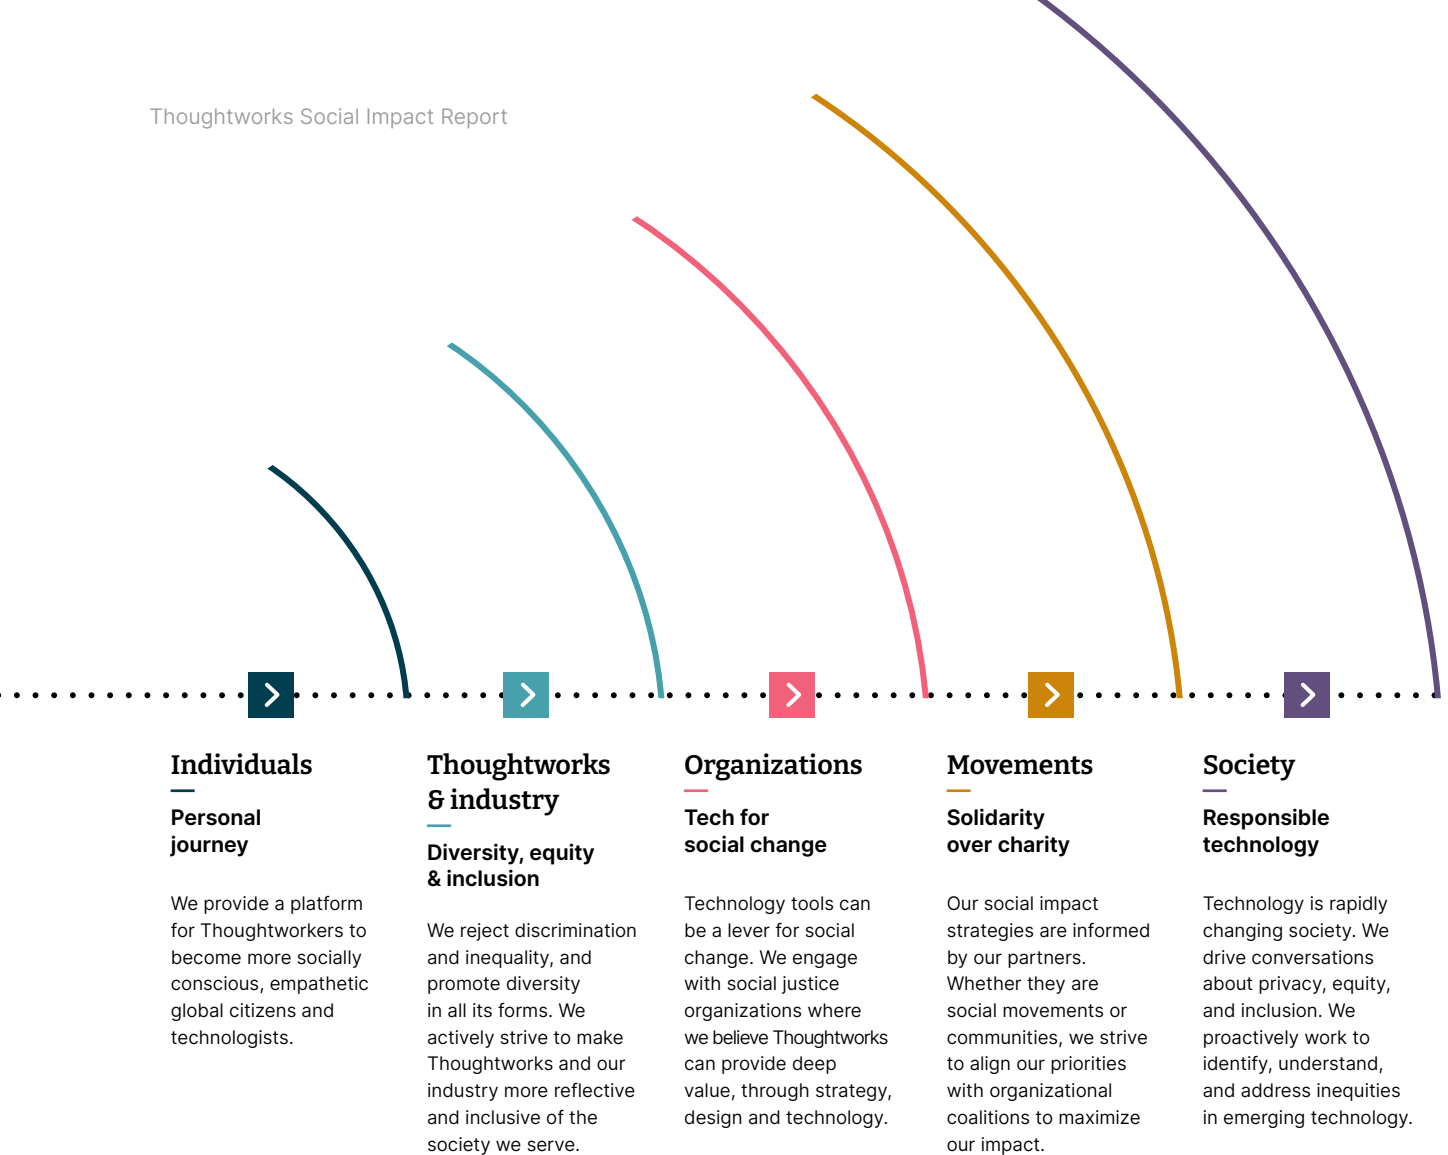 Thoughtworks Social Impact Report
Individuals
Personal
journey
We provide a platform
for Thoughtworkers to
become more socially
conscious, empathetic
global citizens and
technologists.
Thoughtworks
& industry
Diversity, equity
& inclusion
We reject discrimination
and inequality, and
promote diversity
in all its forms. We
actively strive to make
Thoughtworks and our
industry more reflective
and inclusive of the
society we serve.
Organizations
Tech for
social change
Technology tools can
be a lever for social
change. We engage
with social justice
organizations where
we believe Thoughtworks
can provide deep
value, through strategy,
design and technology.
Movements
Solidarity
over charity
Our social impact
strategies are informed
by our partners.
Whether they are
social movements or
communities, we strive
to align our priorities
with organizational
coalitions to maximize
our impact.
Society
Responsible
technology
Technology is rapidly
changing society. We
drive conversations
about privacy, equity,
and inclusion. We
proactively work to
identify, understand,
and address inequities
in emerging technology.